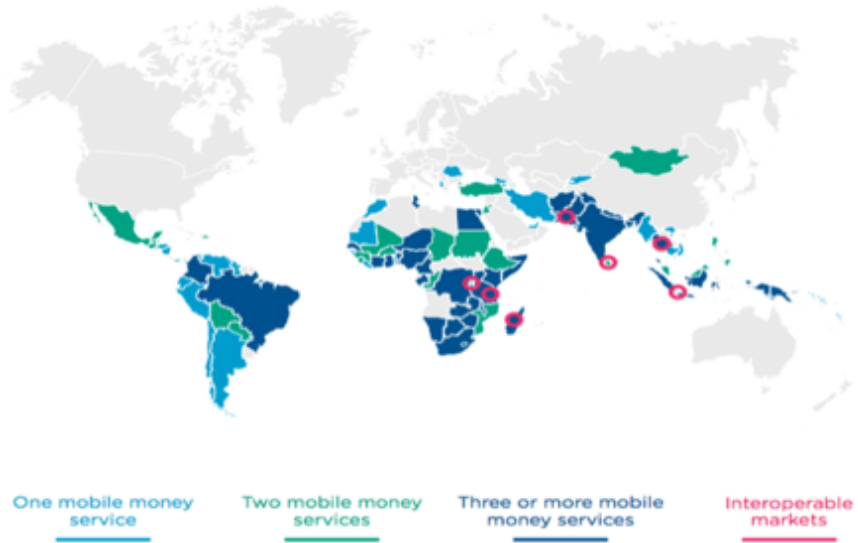 One mobile money
service
Two mobile money
services
Three or more mobile
money services
Interoperable
markets